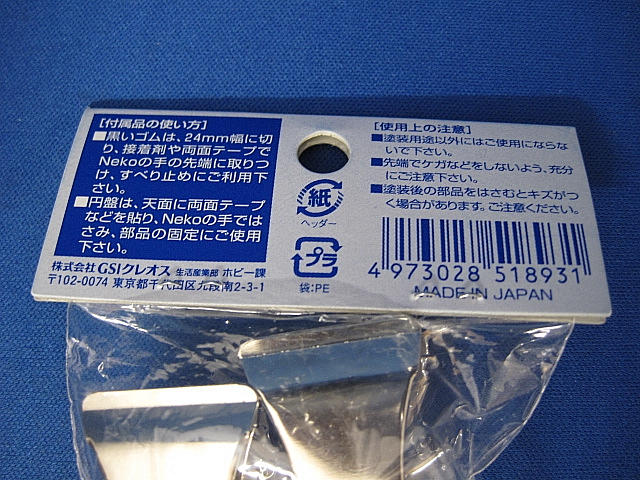 【付属品の使い方】
■黒いゴムは、24mm幅に切
り、接着剤や両面テープで
Nekoの手の先端に取りつ
け、すべり止めにご利用下
さい。
■円盤は、天面に両面テープ
などを貼り、Nekoの手では
さみ、部品の固定にご使用
下さい。
株式会社 GSIクレオス 生活産業部 ホビー課
〒102-0074 東京都千代田区九段南2-3-1
紙
ヘッダー
プラ
袋:PE
【使用上の注意】
■塗装用途以外にはご使用にならな
いで下さい。
■先端でケガなどをしないよう、充分
にご注意下さい。
■塗装後の部品をはさむとキズがつ
く場合があります。ご注意ください。
4 973028 518931
MADE IN JAPAN